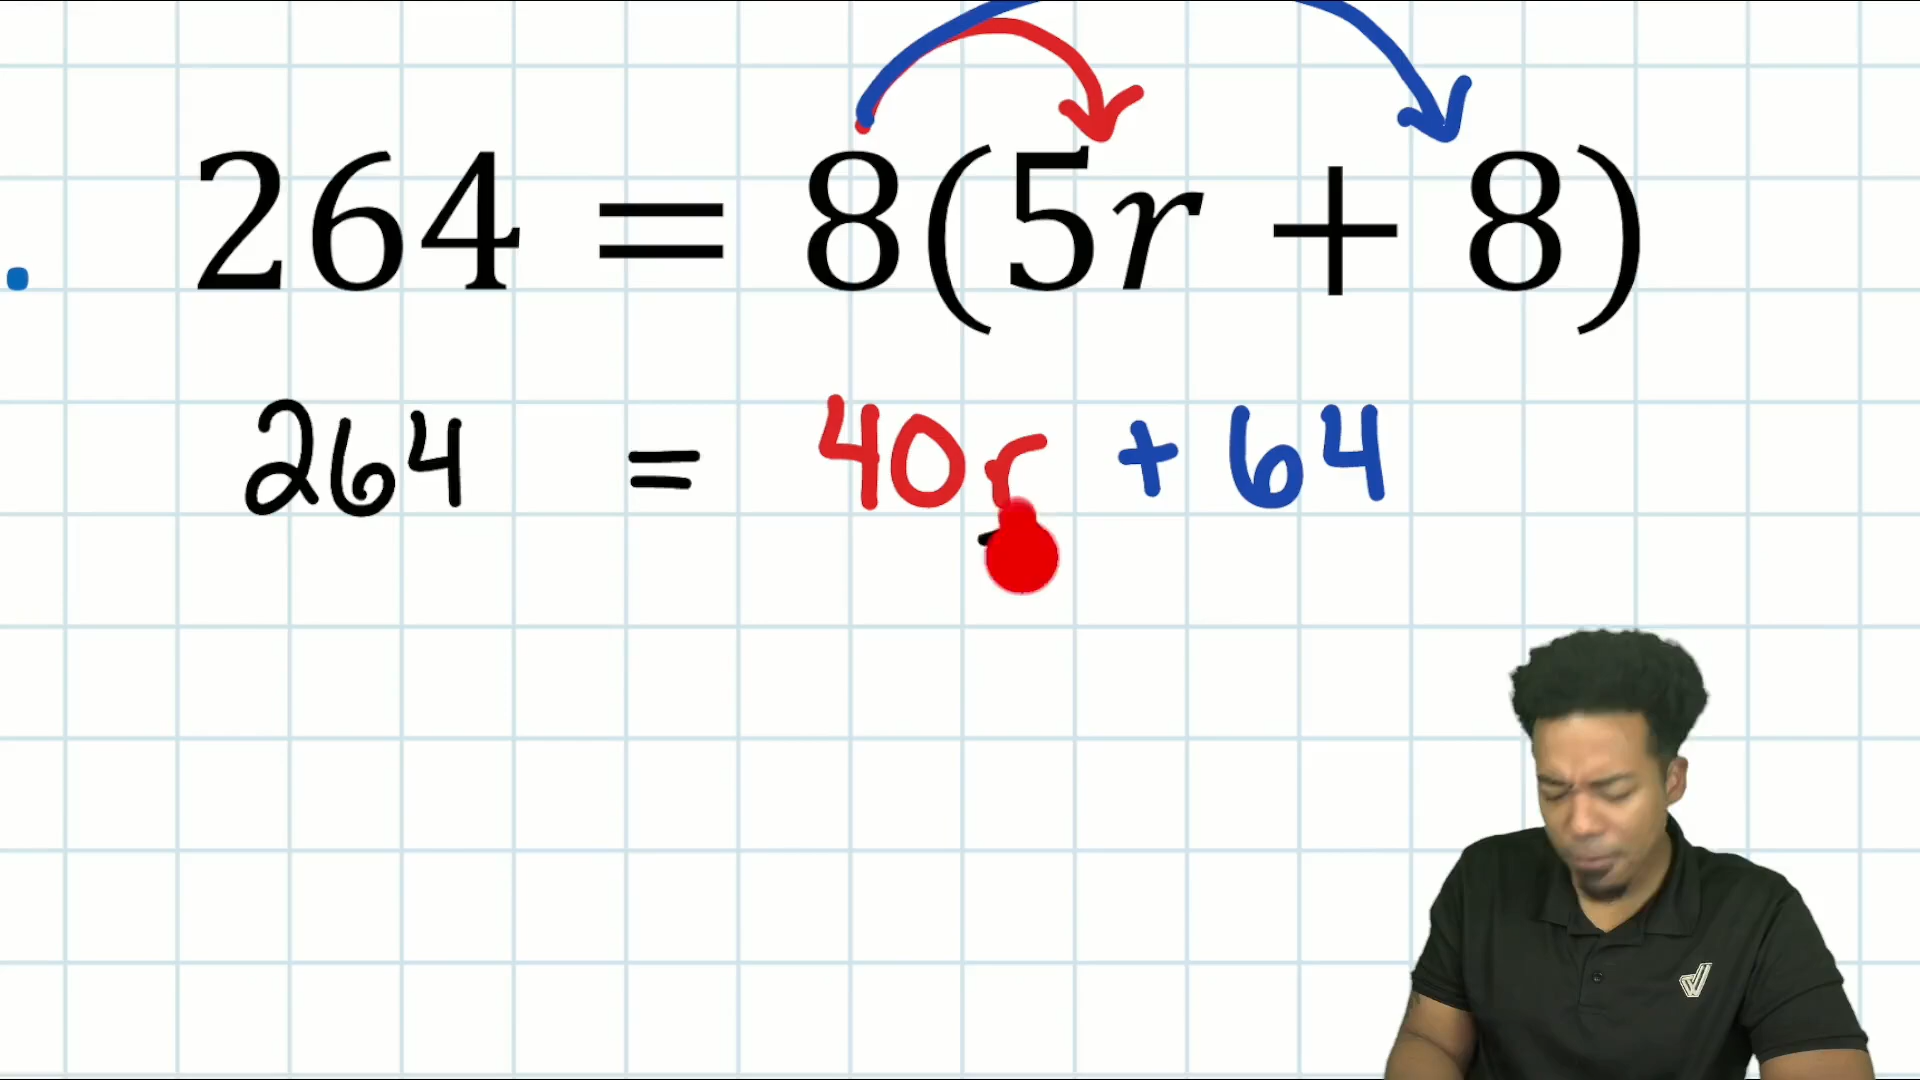 264 = 8(5r + 8)
264 = 40r + 64